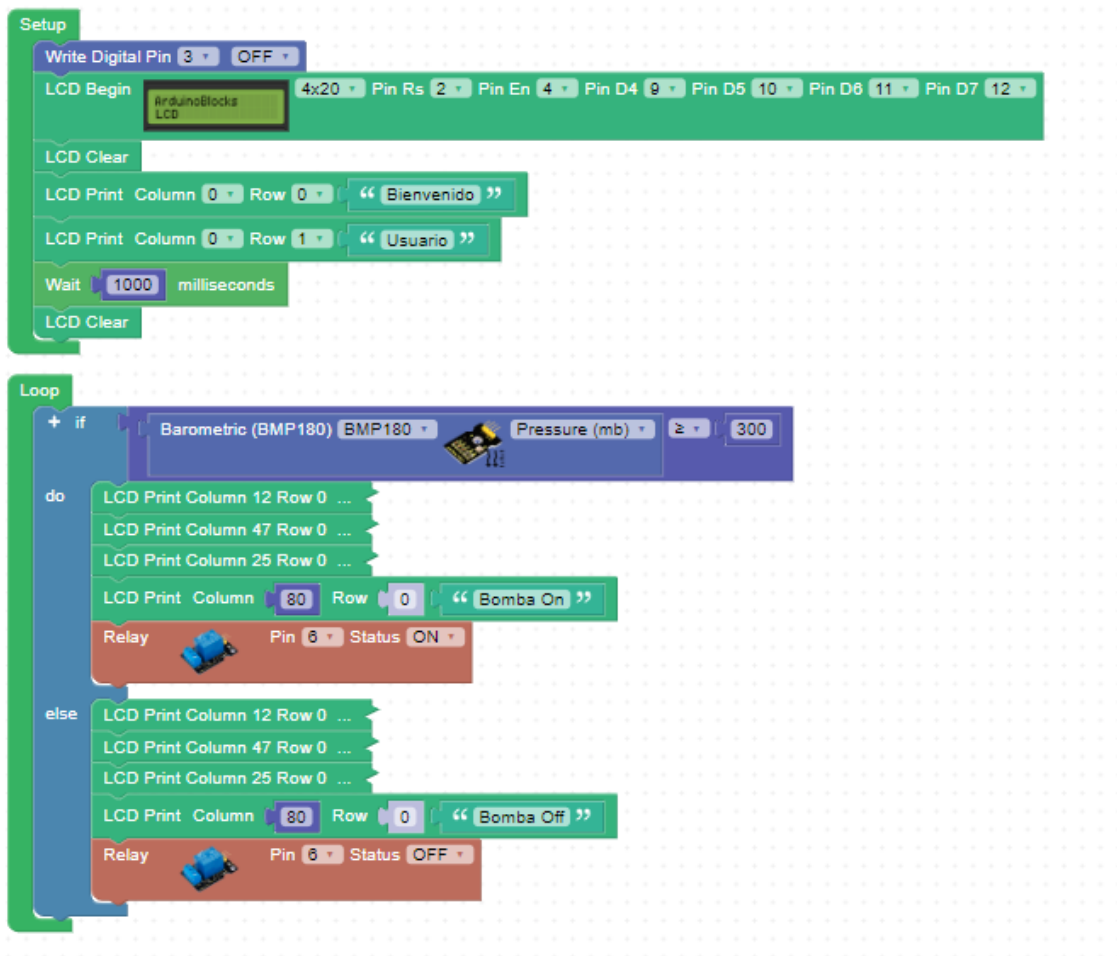 Setup
Write Digital Pin 3 OFF
LCD Begin ArduinoBlocks LCD 4x20 Pin Rs 2 Pin En 4 Pin D4 9 Pin D5 10 Pin D6 11 Pin D7 12
LCD Clear
LCD Print Column 0 Row 0 “ Bienvenido ”
LCD Print Column 0 Row 1 “ Usuario ”
Wait 1000 milliseconds
LCD Clear
Loop
+ if Barometric (BMP180) BMP180 Pressure (mb) ≥ 300
do LCD Print Column 12 Row 0 ...
LCD Print Column 47 Row 0 ...
LCD Print Column 25 Row 0 ...
LCD Print Column 80 Row 0 “ Bomba On ”
Relay Pin 6 Status ON
else LCD Print Column 12 Row 0 ...
LCD Print Column 47 Row 0 ...
LCD Print Column 25 Row 0 ...
LCD Print Column 80 Row 0 “ Bomba Off ”
Relay Pin 6 Status OFF